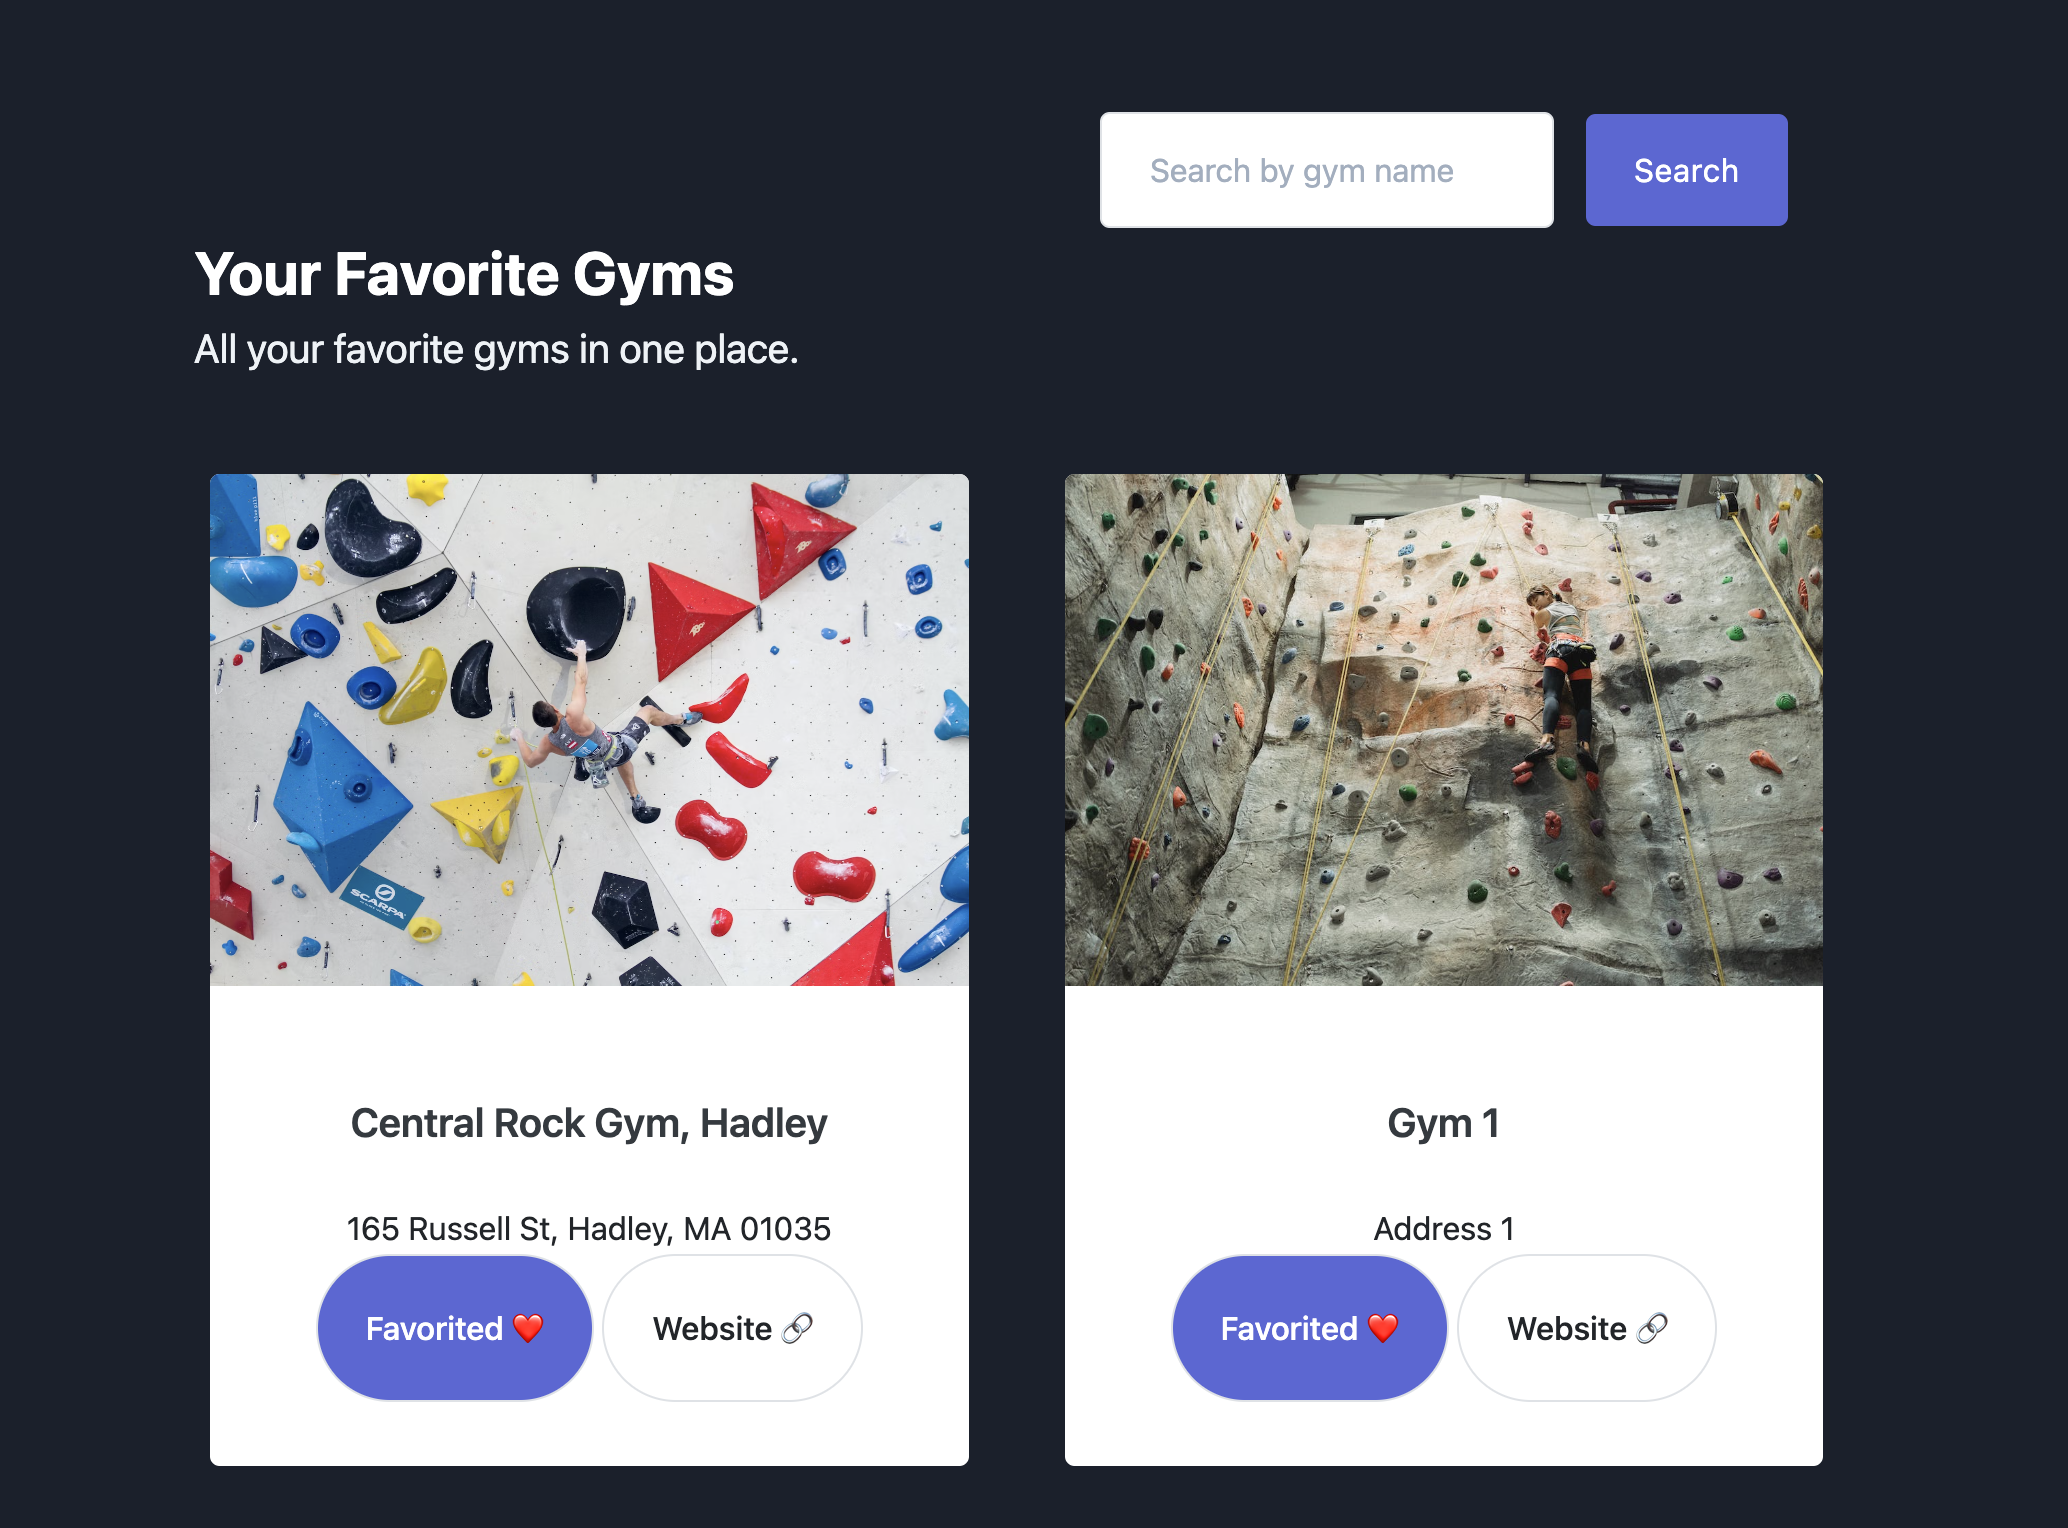 Search by gym name
Search
Your Favorite Gyms
All your favorite gyms in one place.
SCARPA
7
Central Rock Gym, Hadley
Gym 1
165 Russell St, Hadley, MA 01035
Address 1
Favorited ❤️
Website 🔗
Favorited ❤️
Website 🔗